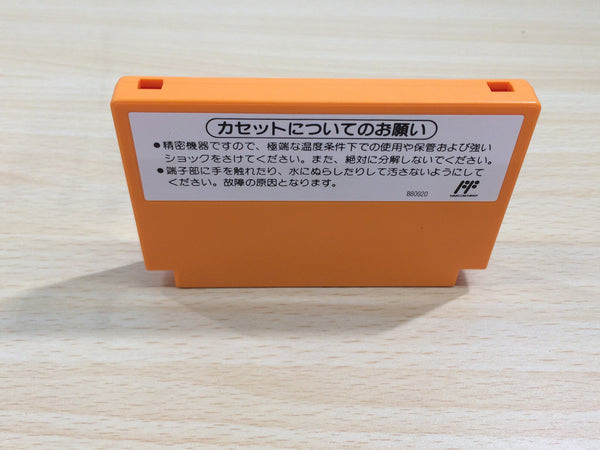 カセットについてのお願い
●精密機器ですので、極端な温度条件下での使用や保管および強い
ショックをさけてください。また、絶対に分解しないでください。
●端子部に手を触れたり、水にぬらしたりして汚さないようにして
ください。故障の原因となります。